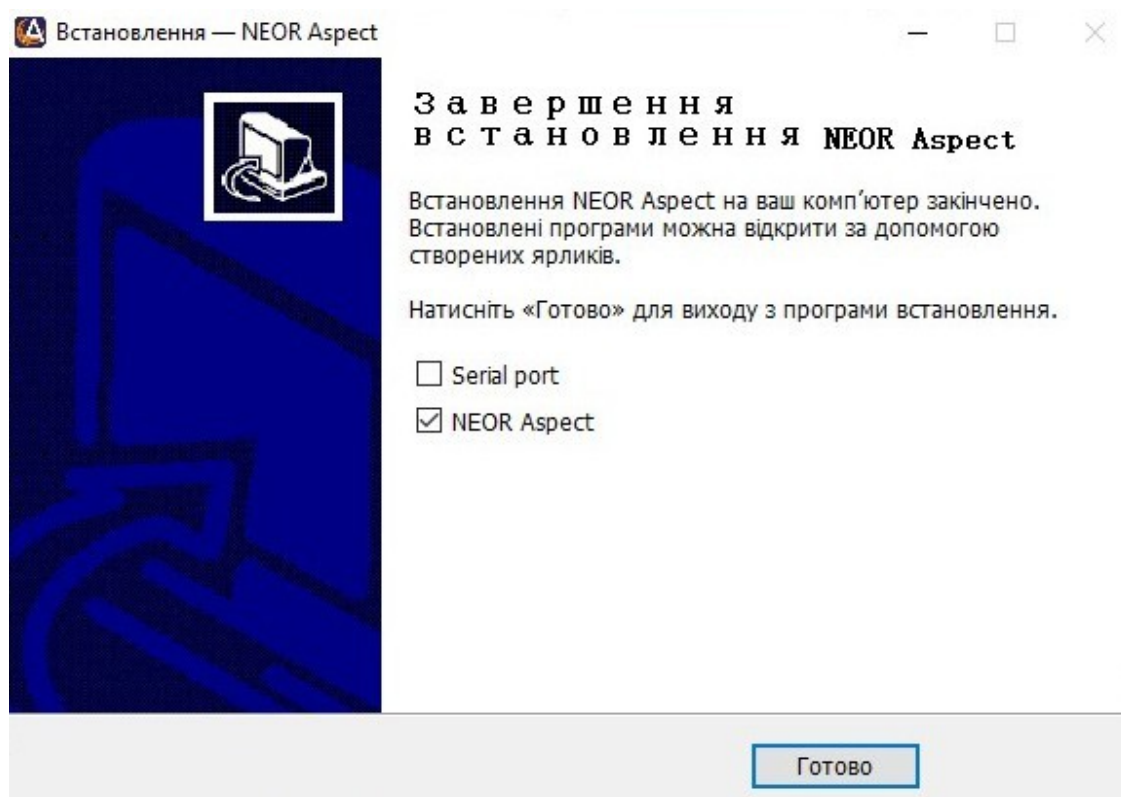 Встановлення — NEOR Aspect
Завершення
встановлення NEOR Aspect
Встановлення NEOR Aspect на ваш комп’ютер закінчено.
Встановлені програми можна відкрити за допомогою
створених ярликів.
Натисніть «Готово» для виходу з програми встановлення.
Serial port
NEOR Aspect
Готово